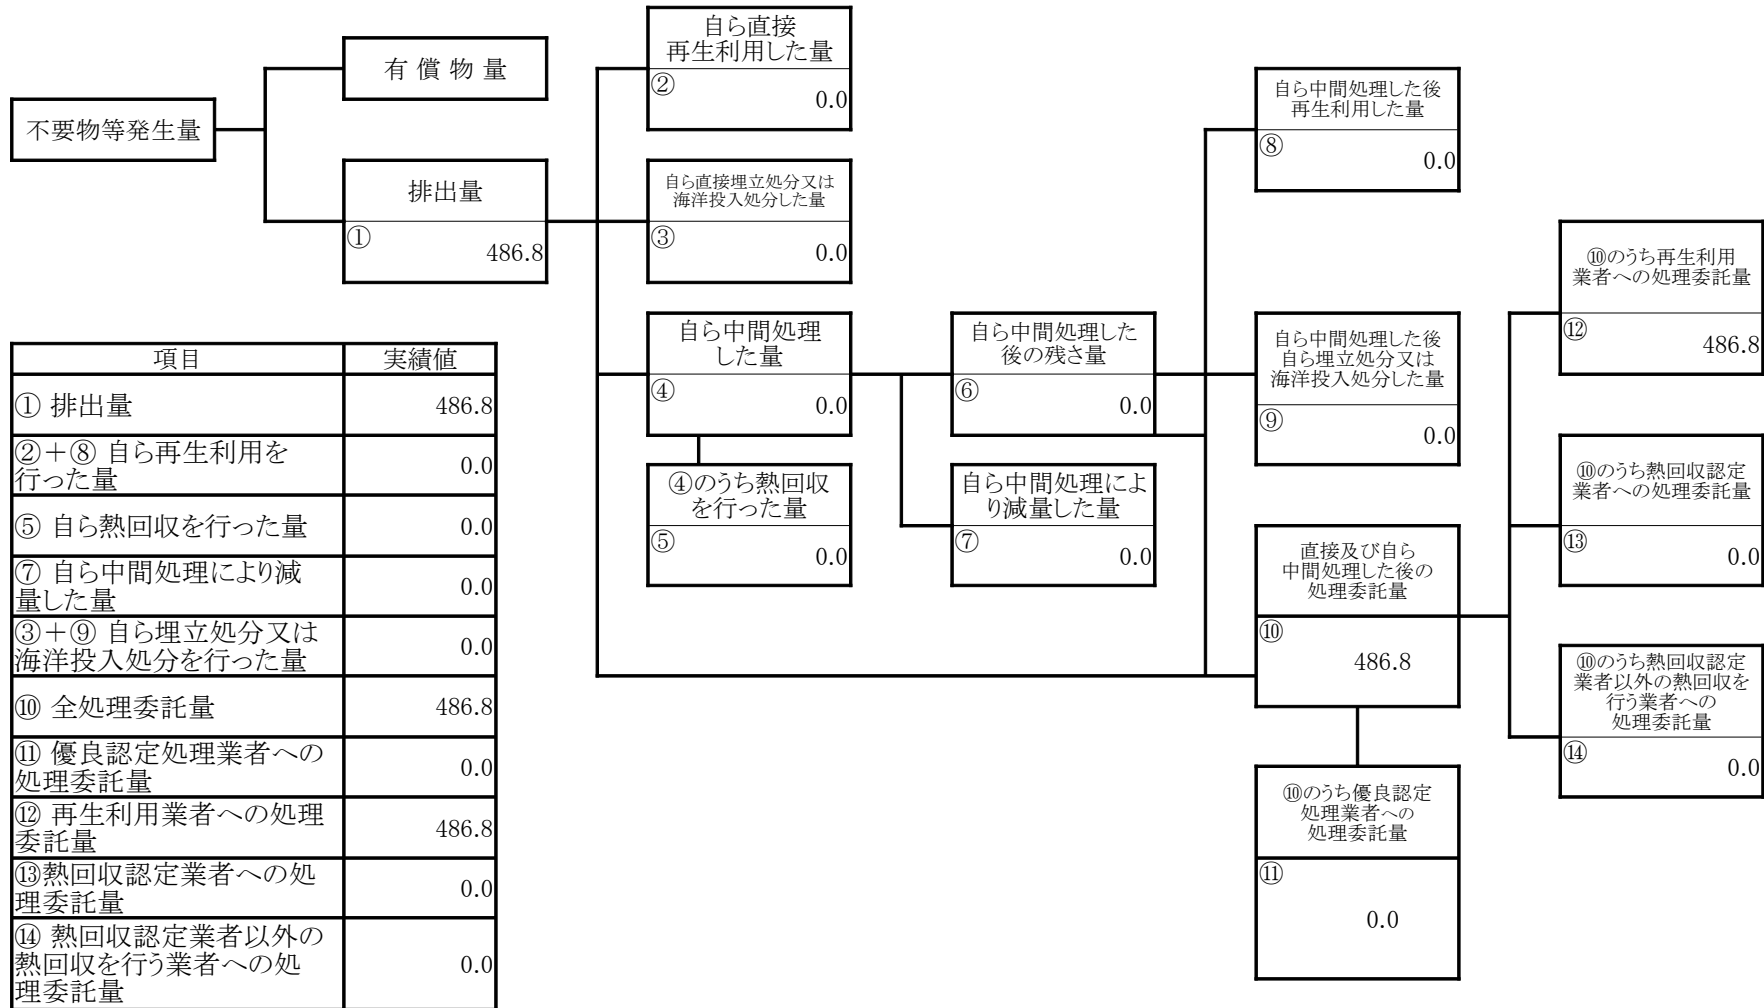 自ら直接
再生利用した量
②
0.0
有 償 物 量
不要物等発生量
自ら中間処理した後
再生利用した量
⑧
0.0
排出量
①
486.8
自ら直接埋立処分又は
海洋投入処分した量
③
0.0
⑩のうち再生利用
業者への処理委託量
⑫
486.8
自ら中間処理
した量
④
0.0
自ら中間処理した
後の残さ量
⑥
0.0
自ら中間処理した後
自ら埋立処分又は
海洋投入処分した量
⑨
0.0
④のうち熱回収
を行った量
⑤
0.0
自ら中間処理によ
り減量した量
⑦
0.0
⑩のうち熱回収認定
業者への処理委託量
⑬
0.0
直接及び自ら
中間処理した後の
処理委託量
⑩
486.8
⑩のうち熱回収認定
業者以外の熱回収を
行う業者への
処理委託量
⑭
0.0
⑩のうち優良認定
処理業者への
処理委託量
⑪
0.0
項目 実績値
① 排出量 486.8
②＋⑧ 自ら再生利用を
行った量 0.0
⑤ 自ら熱回収を行った量 0.0
⑦ 自ら中間処理により減
量した量 0.0
③＋⑨ 自ら埋立処分又は
海洋投入処分を行った量 0.0
⑩ 全処理委託量 486.8
⑪ 優良認定処理業者への
処理委託量 0.0
⑫ 再生利用業者への処理
委託量 486.8
⑬熱回収認定業者への処
理委託量 0.0
⑭ 熱回収認定業者以外の
熱回収を行う業者への処
理委託量 0.0